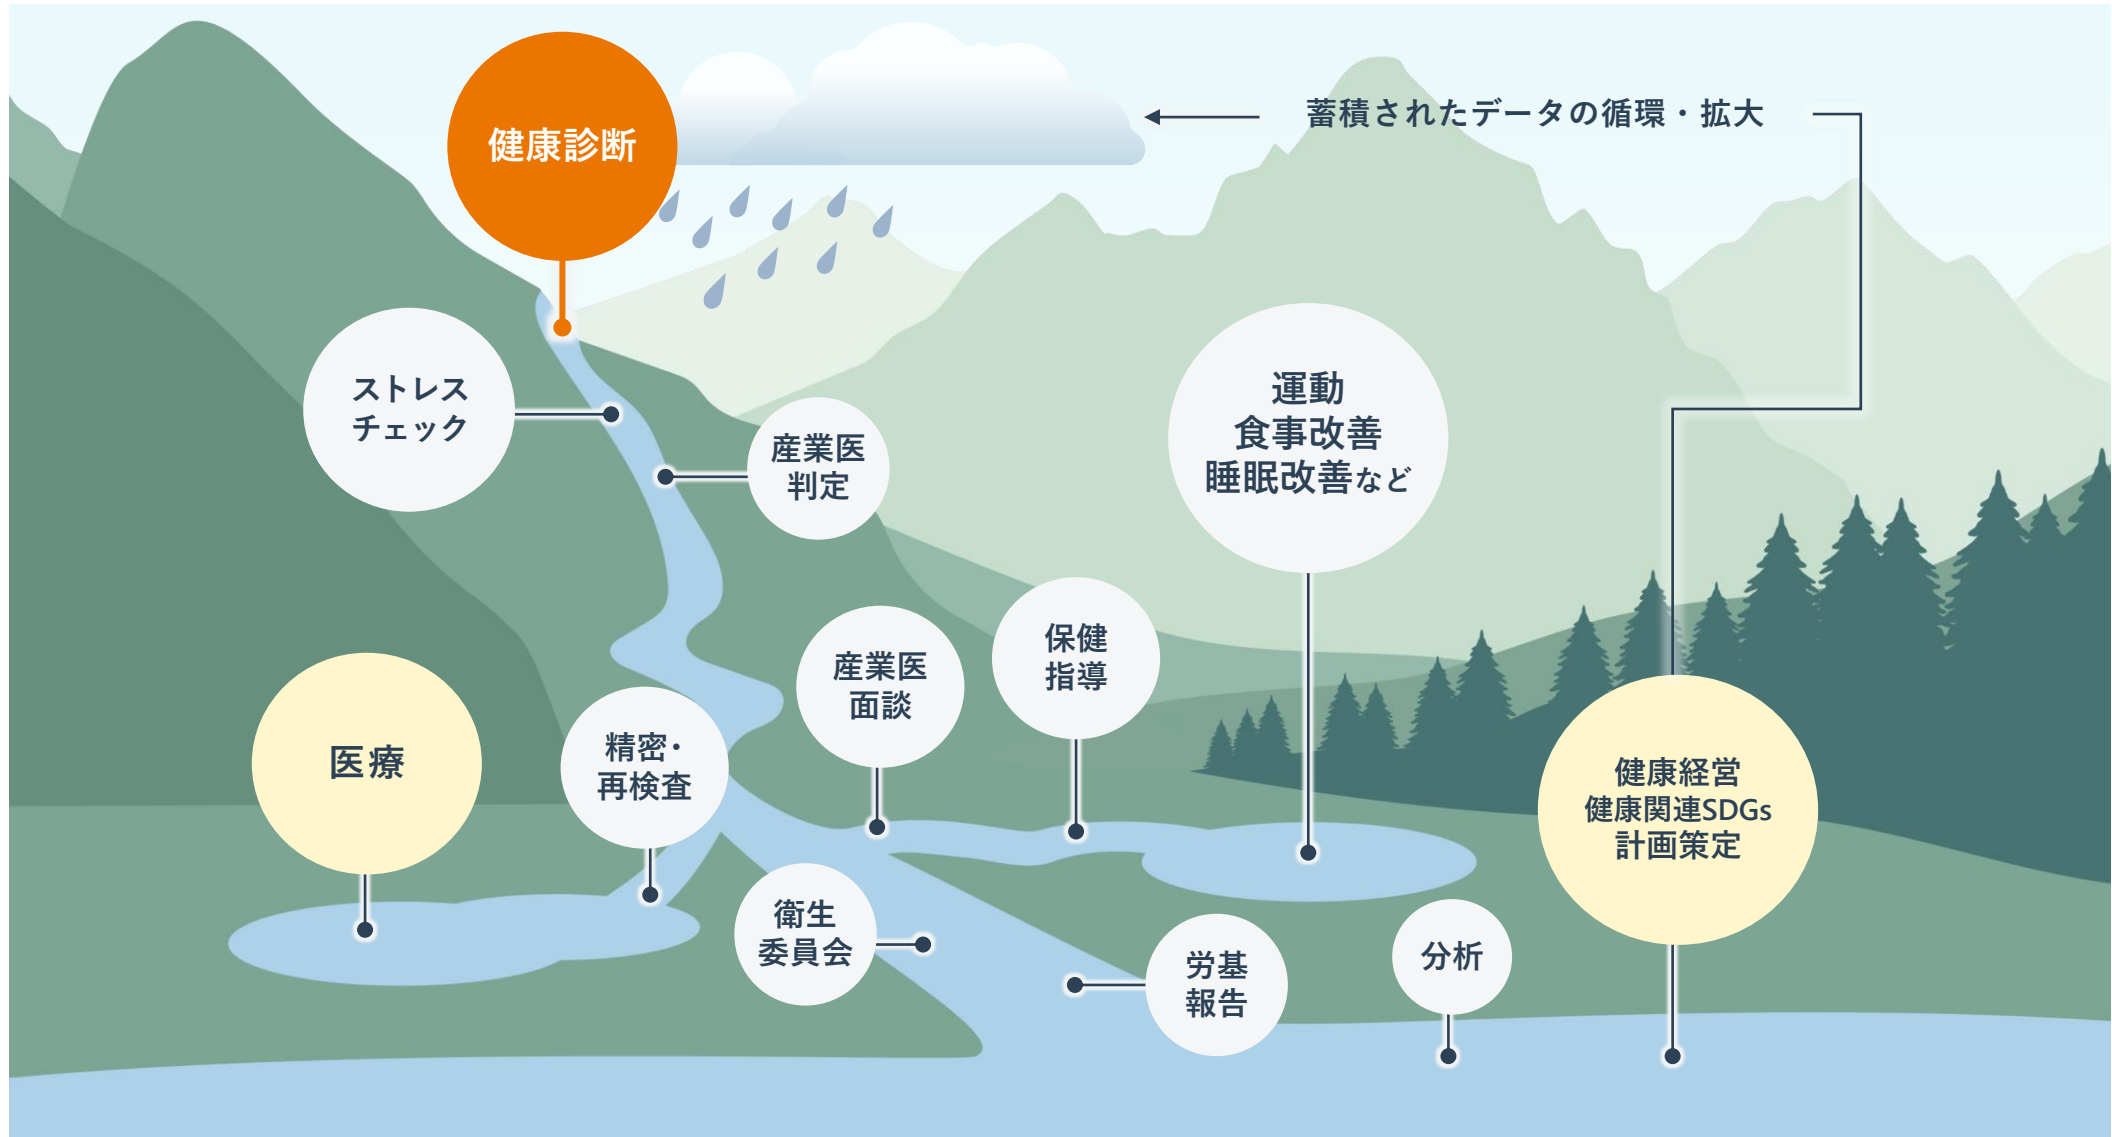 健康診断
蓄積されたデータの循環・拡大
ストレス
チェック
産業医
判定
運動
食事改善
睡眠改善など
産業医
面談
保健
指導
医療
精密・
再検査
健康経営
健康関連SDGs
計画策定
衛生
委員会
労基
報告
分析